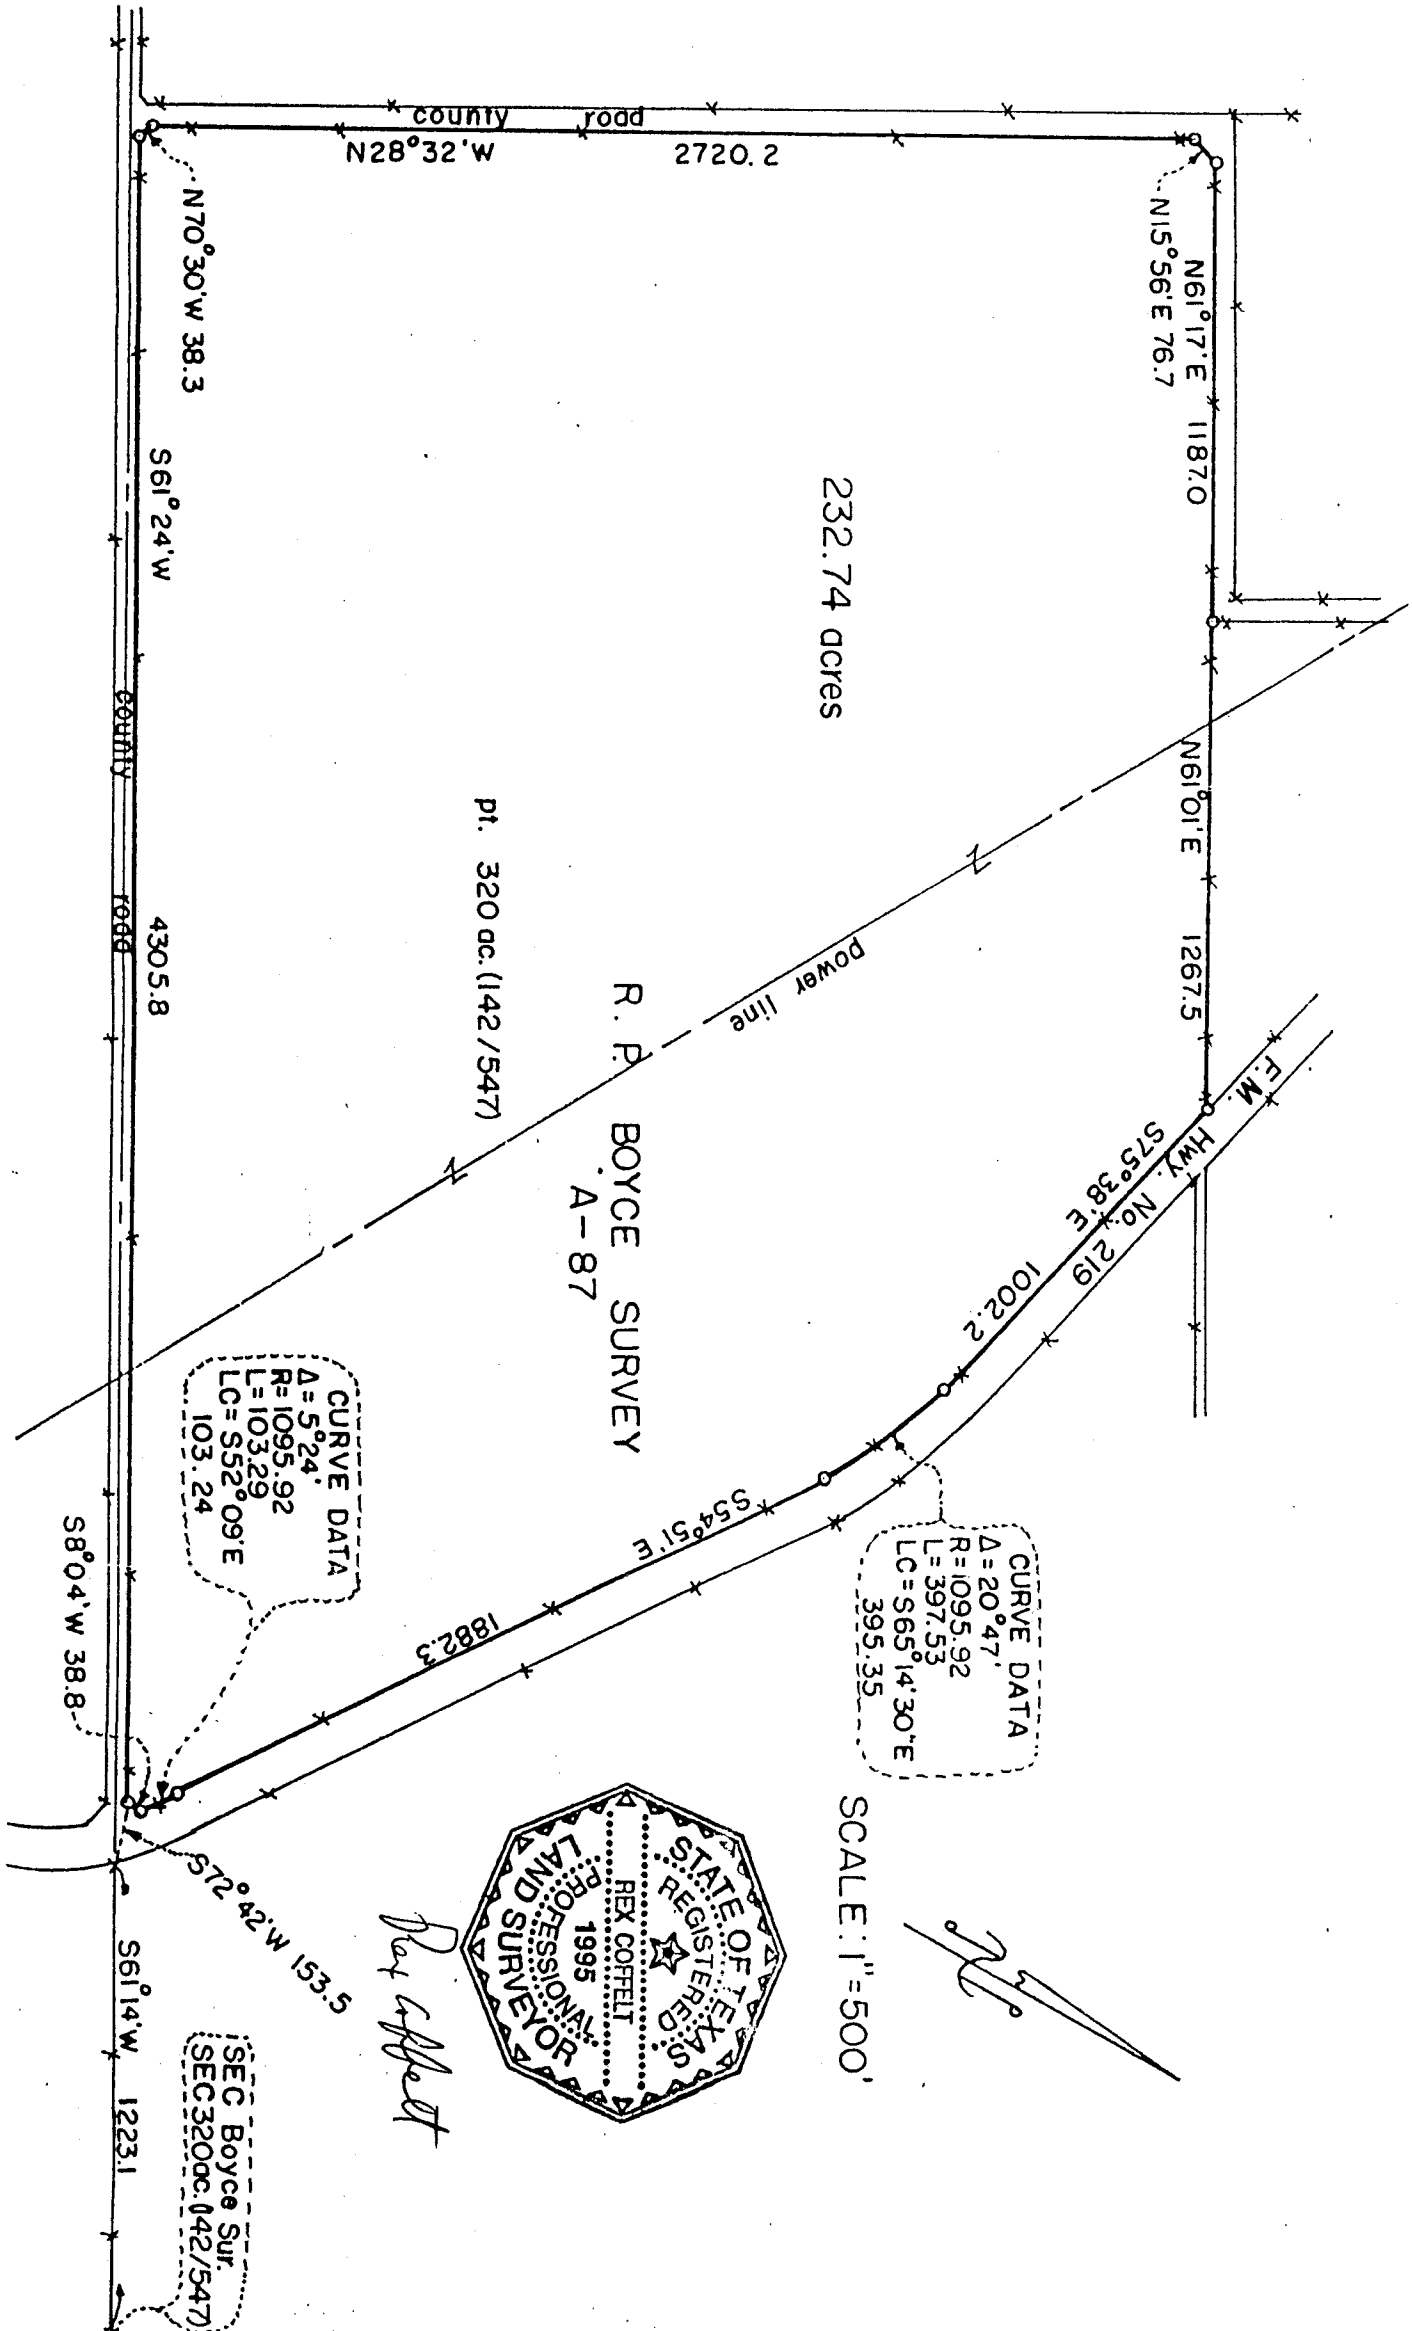 county road
N28°32'W 2720.2
N70°30'W 38.3
N15°56'E 76.7
N61°17'E 1187.0
N61°01'E 1267.5
232.74 acres
pt. 320 ac. (142/547)
R. P. BOYCE SURVEY
A-87
power line
F.M. Hwy. No. 219
S75°38'E 1002.2
CURVE DATA
Δ=20°47'
R=1095.92
L=397.53
LC=S65°14'30"E
395.35
S54°51'E 1882.3
CURVE DATA
Δ=5°24'
R=1095.92
L=103.29
LC=S52°09'E
103.24
S8°04'W 38.8
S61°24'W 4305.8
county road
S72°42'W 153.5
S61°14'W 1223.1
SEC Boyce Sur.
SEC 320ac. (142/547)
SCALE: 1"=500'
STATE OF TEXAS
REGISTERED
REX COFFELT
1995
PROFESSIONAL
LAND SURVEYOR
Rex Coffelt